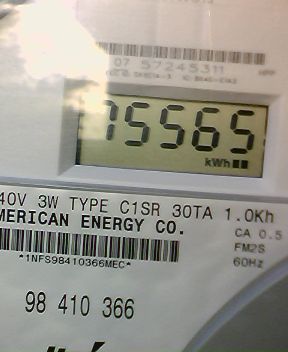 07 57245311
75565
kWh
40V 3W TYPE C1SR 30TA 1.0Kh
MERICAN ENERGY CO.
CA 0.5
FM2S
*1NFS98410366MEC*
60Hz
98 410 366